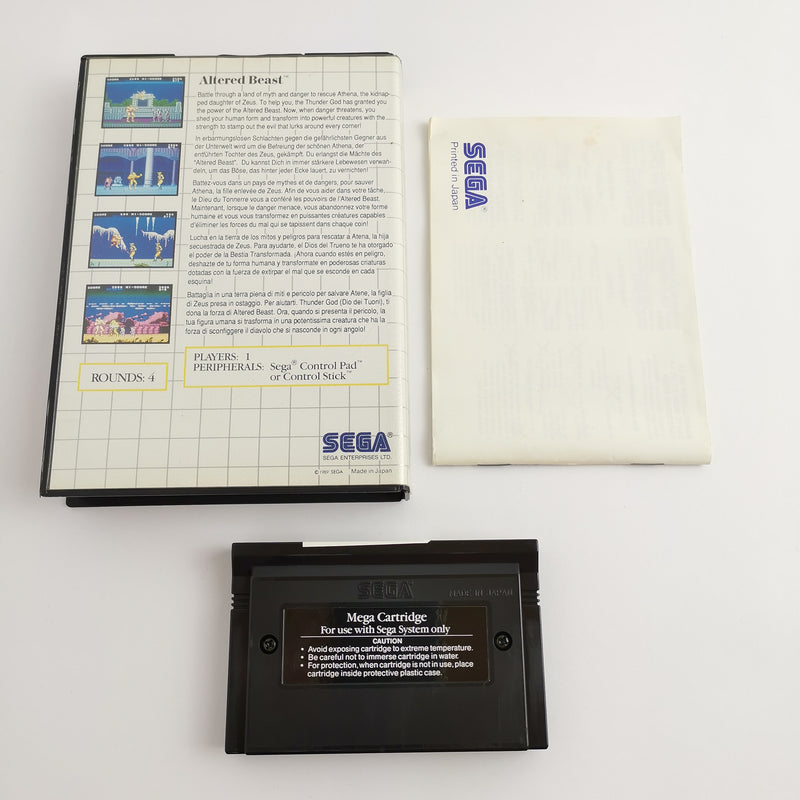 Altered Beast™
Battle through a land of myth and danger to rescue Athena, the kidnap-
ped daughter of Zeus. To help you, the Thunder God has granted you
the power of the Altered Beast. Now, when danger threatens, you
shed your human form and transform into powerful creatures with the
strength to stamp out the evil that lurks around every corner!
In erbarmungslosen Schlachten gegen die gefährlichsten Gegner aus
der Unterwelt wird um die Befreiung der schönen Athena, der
entführten Tochter des Zeus, gekämpft. Du erlangst die Mächte des
"Altered Beast". Du kannst Dich in immer stärkere Lebewesen verwan-
deln, um das Böse, das hinter jeder Ecke lauert, zu vernichten!
Battez-vous dans un pays de mythes et de dangers, pour sauver
Athena, la fille enlevée de Zeus. Afin de vous aider dans votre tâche,
le Dieu du Tonnerre vous a conféré les pouvoirs de l'Altered Beast.
Maintenant, lorsque le danger menace, vous abandonnez votre forme
humaine et vous vous transformez en puissantes créatures capables
d'éliminer les forces du mal qui se tapissent dans chaque coin!
Lucha en la tierra de los mitos y peligros para rescatar a Atena, la hija
secuestrada de Zeus. Para ayudarte, el Dios del Trueno te ha otorgado
el poder de la Bestia Transformada. ¡Ahora cuando estés en peligro,
deshazte de tu forma humana y transformate en poderosas criaturas
dotadas con la fuerza de extirpar el mal que se esconde en cada
esquina!
Battaglia in una terra piena di miti e pericolo per salvare Atene, la figlia
di Zeus presa in ostaggio. Per aiutarti. Thunder God (Dio dei Tuoni), ti
dona la forza di Altered Beast. Ora, quando si presenta il pericolo, la
tua figura umana si trasforma in una potentissima creatura che ha la
forza di sconfiggere il diavolo che si nasconde in ogni angolo!
ROUNDS: 4
PLAYERS: 1
PERIPHERALS: Sega® Control Pad™
or Control Stick™
SEGA®
SEGA ENTERPRISES LTD.
© 1989 SEGA Made in Japan
SEGA®
Printed in Japan
SEGA
MADE IN JAPAN
Mega Cartridge
For use with Sega System only
CAUTION
• Avoid exposing cartridge to extreme temperature.
• Be careful not to immerse cartridge in water.
• For protection, when cartridge is not in use, place
cartridge inside protective plastic case.